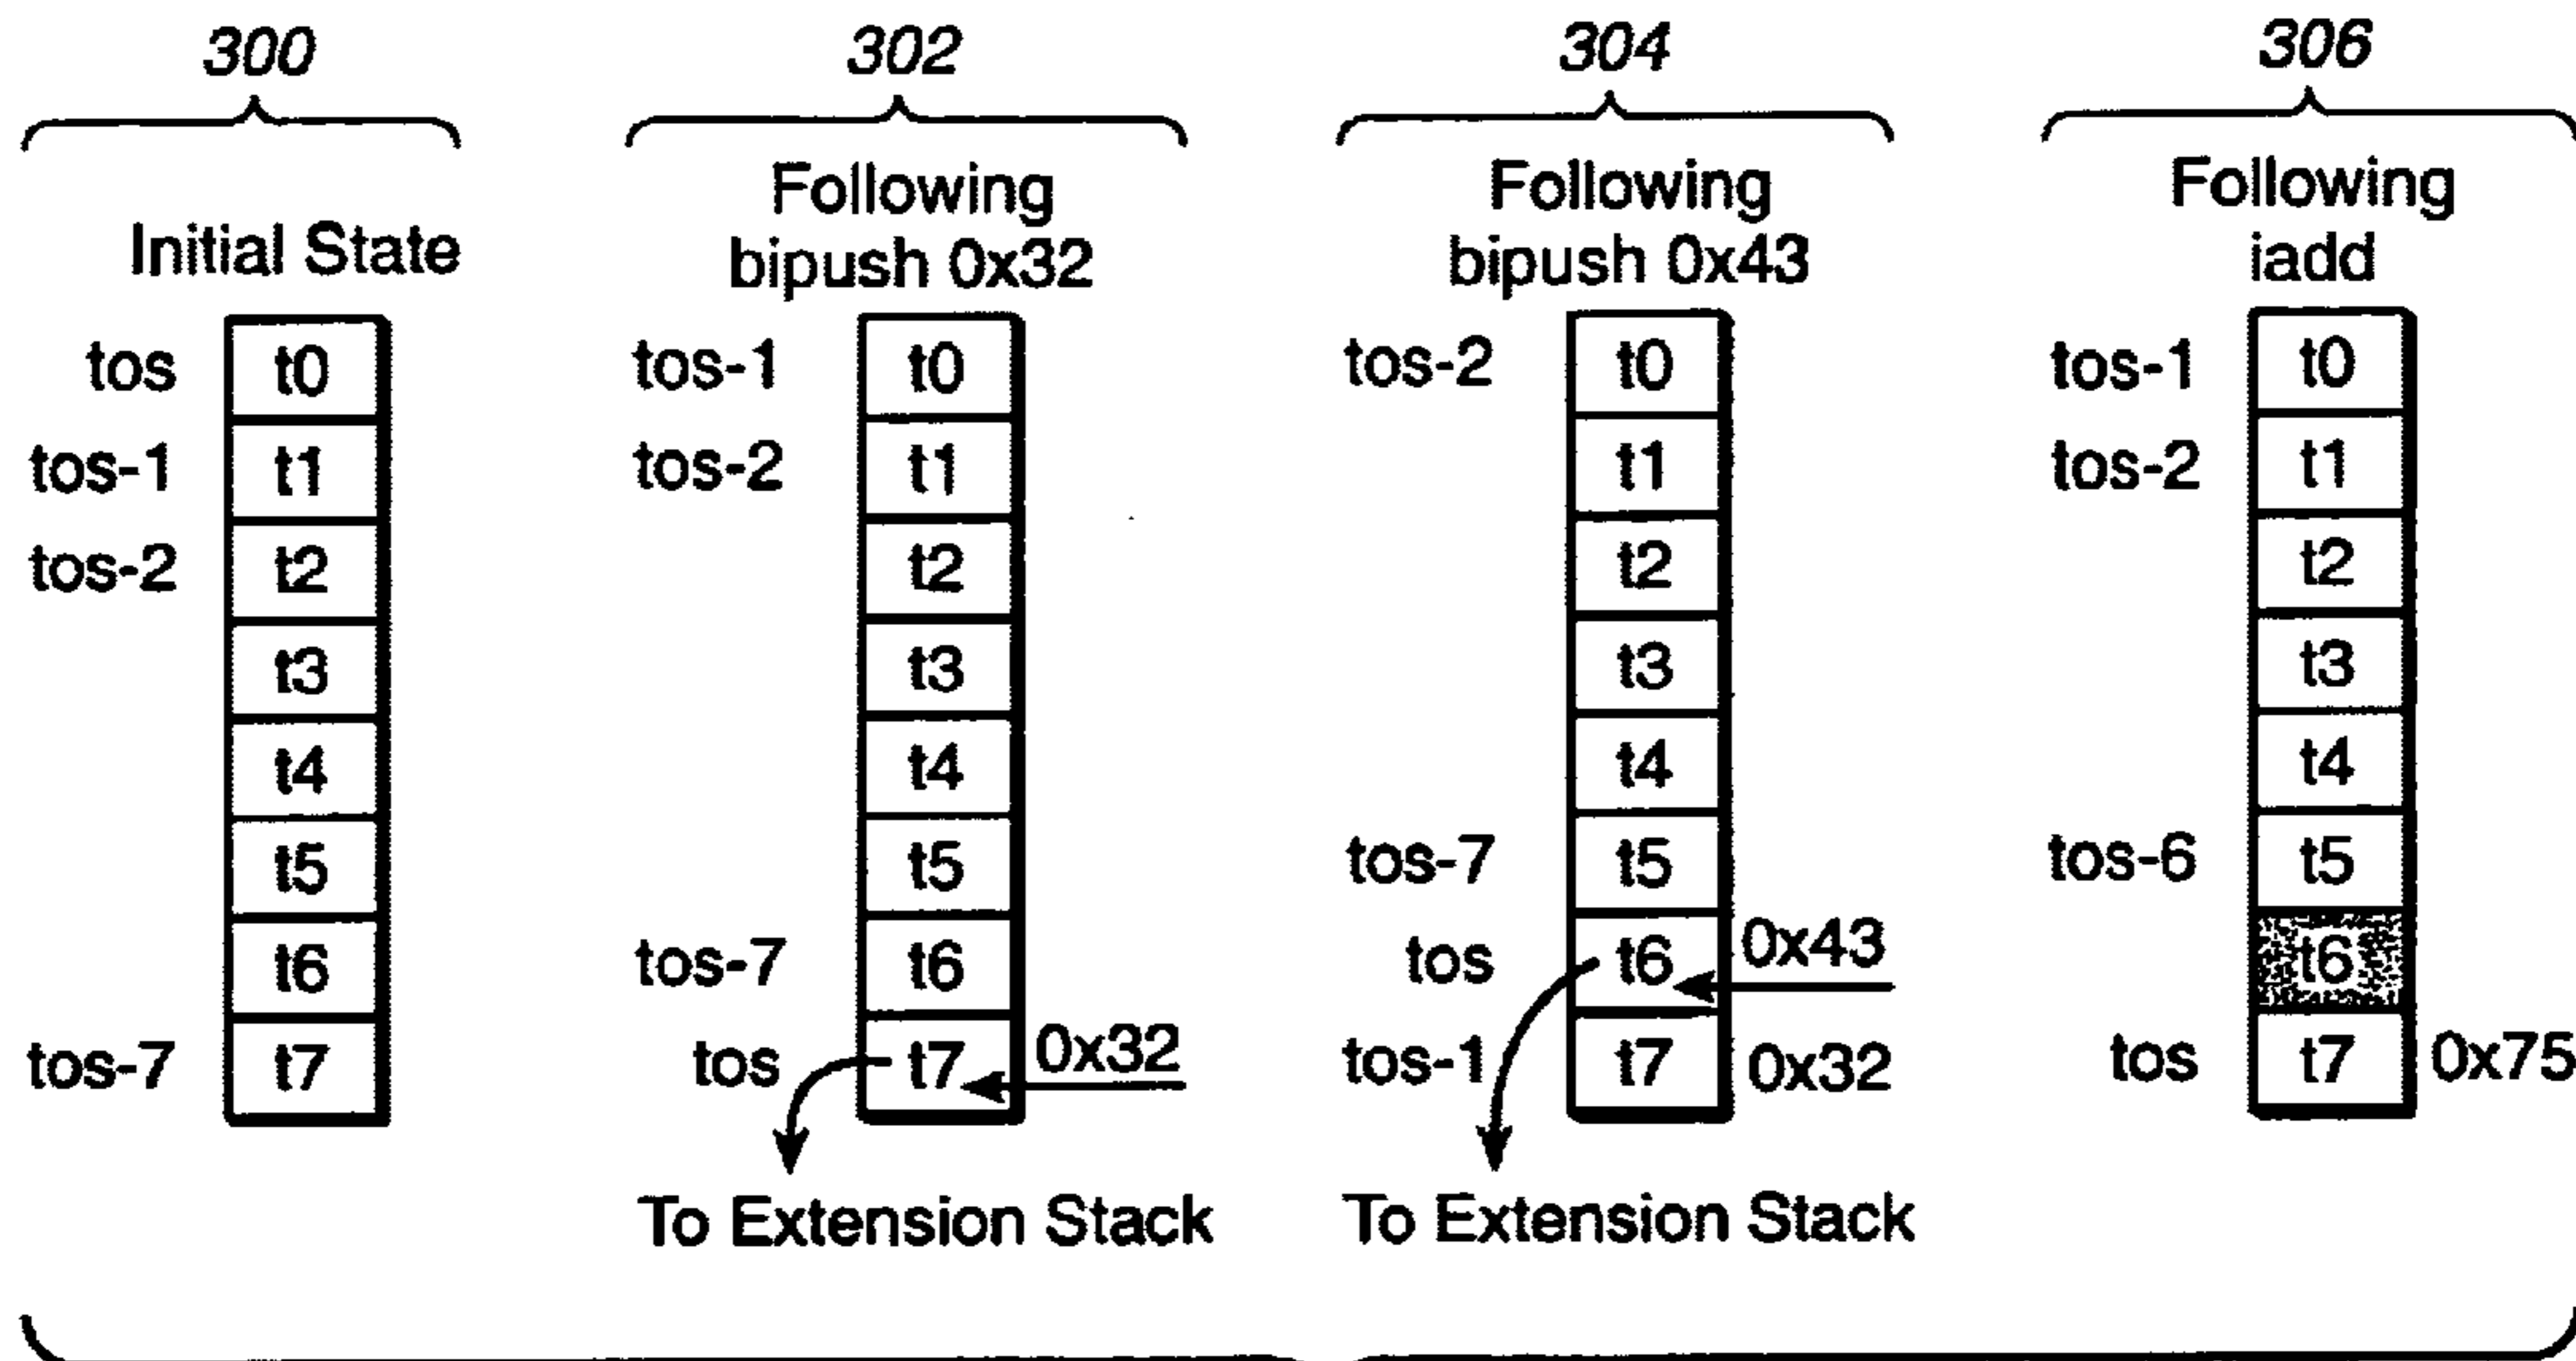 300
Initial State
tos t0
tos-1 t1
tos-2 t2
t3
t4
t5
t6
tos-7 t7
302
Following
bipush 0x32
tos-1 t0
tos-2 t1
t2
t3
t4
t5
tos-7 t6
tos t7 0x32
To Extension Stack
304
Following
bipush 0x43
tos-2 t0
t1
t2
t3
t4
tos-7 t5
tos t6 0x43
tos-1 t7 0x32
To Extension Stack
306
Following
iadd
tos-1 t0
tos-2 t1
t2
t3
t4
tos-6 t5
t6
tos t7 0x75